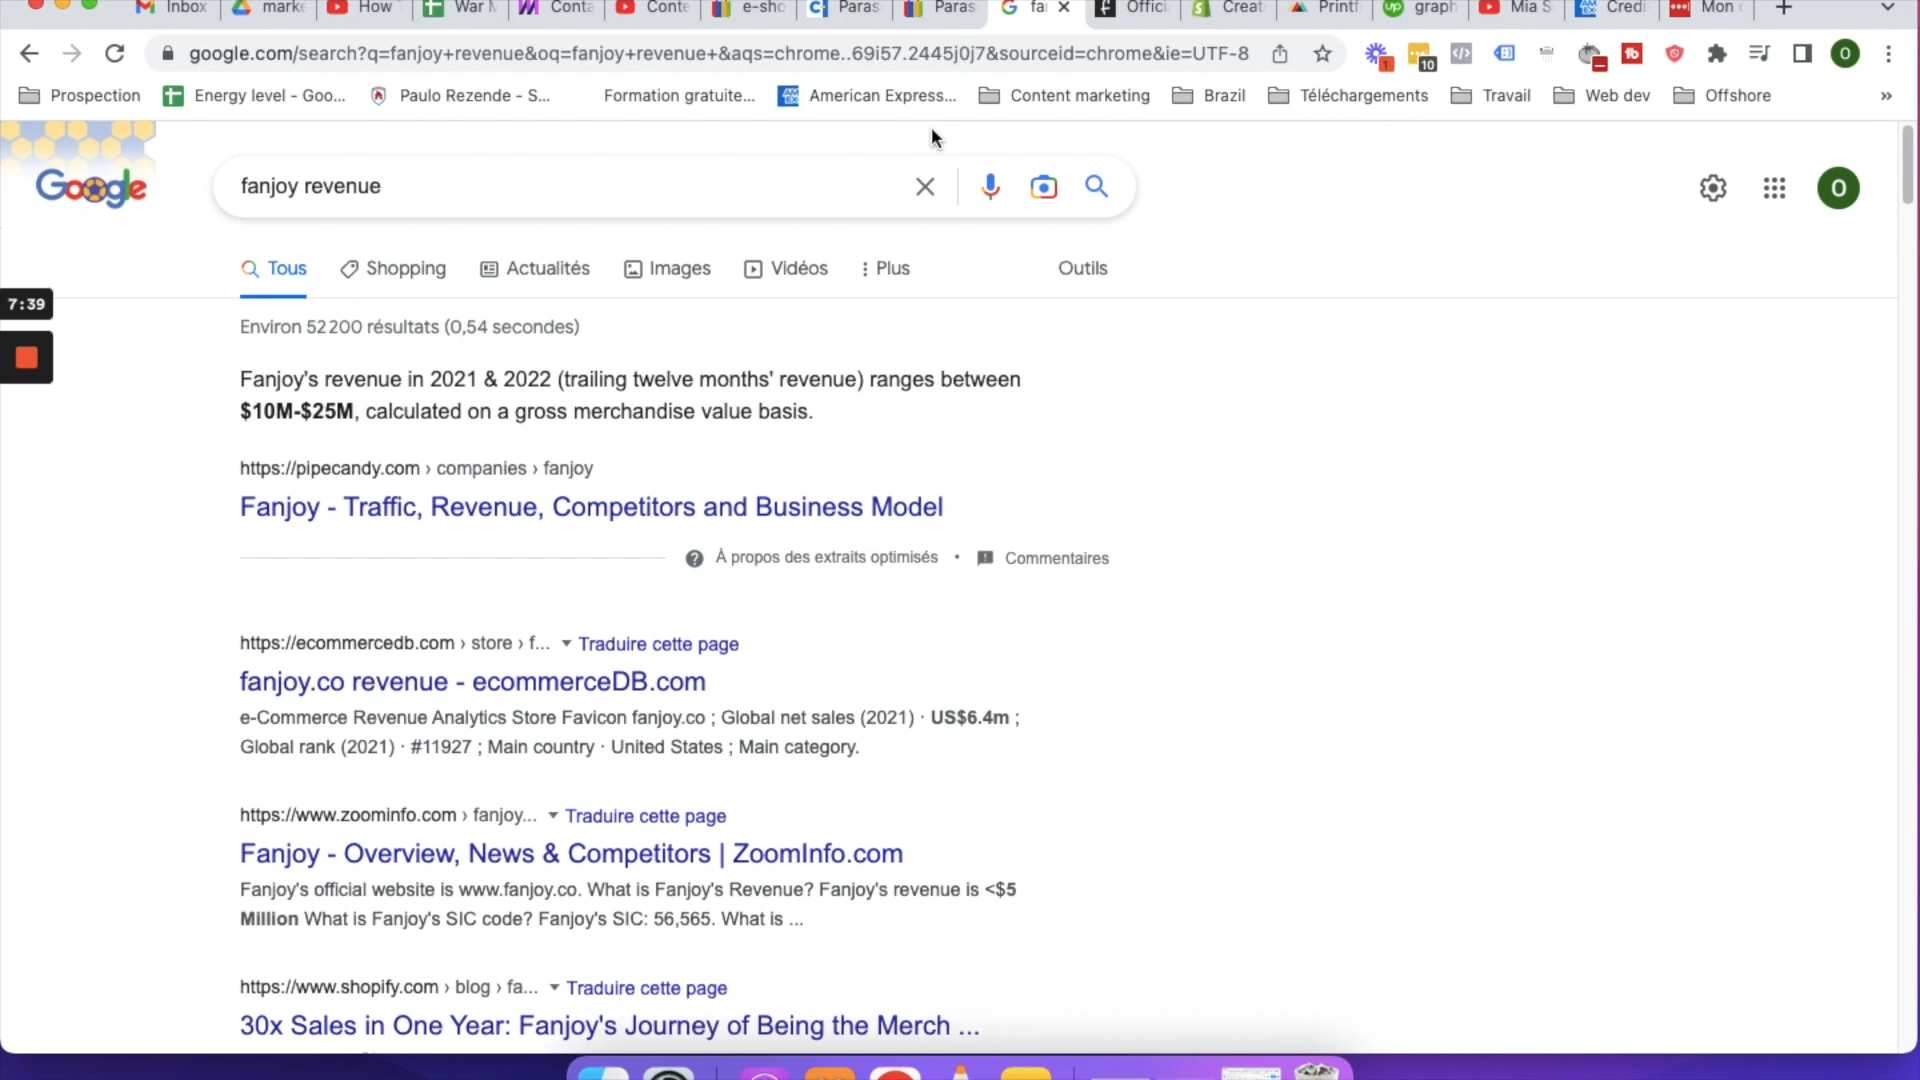 Inbox
marke
How
War M
Conta
Conte
e-sho
Paras
Paras
fa
Offici
Creat
Printf
graph
Mia S
Credi
Mon
google.com/search?q=fanjoy+revenue&oq=fanjoy+revenue+&aqs=chrome..69i57.2445j0j7&sourceid=chrome&ie=UTF-8
1
10
O
Prospection
Energy level - Goo...
Paulo Rezende - S...
Formation gratuite...
American Express...
Content marketing
Brazil
Téléchargements
Travail
Web dev
Offshore
»
Google
fanjoy revenue
O
Tous
Shopping
Actualités
Images
Vidéos
Plus
Outils
7:39
Environ 52 200 résultats (0,54 secondes)
Fanjoy's revenue in 2021 & 2022 (trailing twelve months' revenue) ranges between
$10M-$25M, calculated on a gross merchandise value basis.
https://pipecandy.com › companies › fanjoy
Fanjoy - Traffic, Revenue, Competitors and Business Model
À propos des extraits optimisés • Commentaires
https://ecommercedb.com › store › f... Traduire cette page
fanjoy.co revenue - ecommerceDB.com
e-Commerce Revenue Analytics Store Favicon fanjoy.co ; Global net sales (2021) · US$6.4m ;
Global rank (2021) · #11927 ; Main country · United States ; Main category.
https://www.zoominfo.com › fanjoy... Traduire cette page
Fanjoy - Overview, News & Competitors | ZoomInfo.com
Fanjoy's official website is www.fanjoy.co. What is Fanjoy's Revenue? Fanjoy's revenue is <$5
Million What is Fanjoy's SIC code? Fanjoy's SIC: 56,565. What is ...
https://www.shopify.com › blog › fa... Traduire cette page
30x Sales in One Year: Fanjoy's Journey of Being the Merch ...